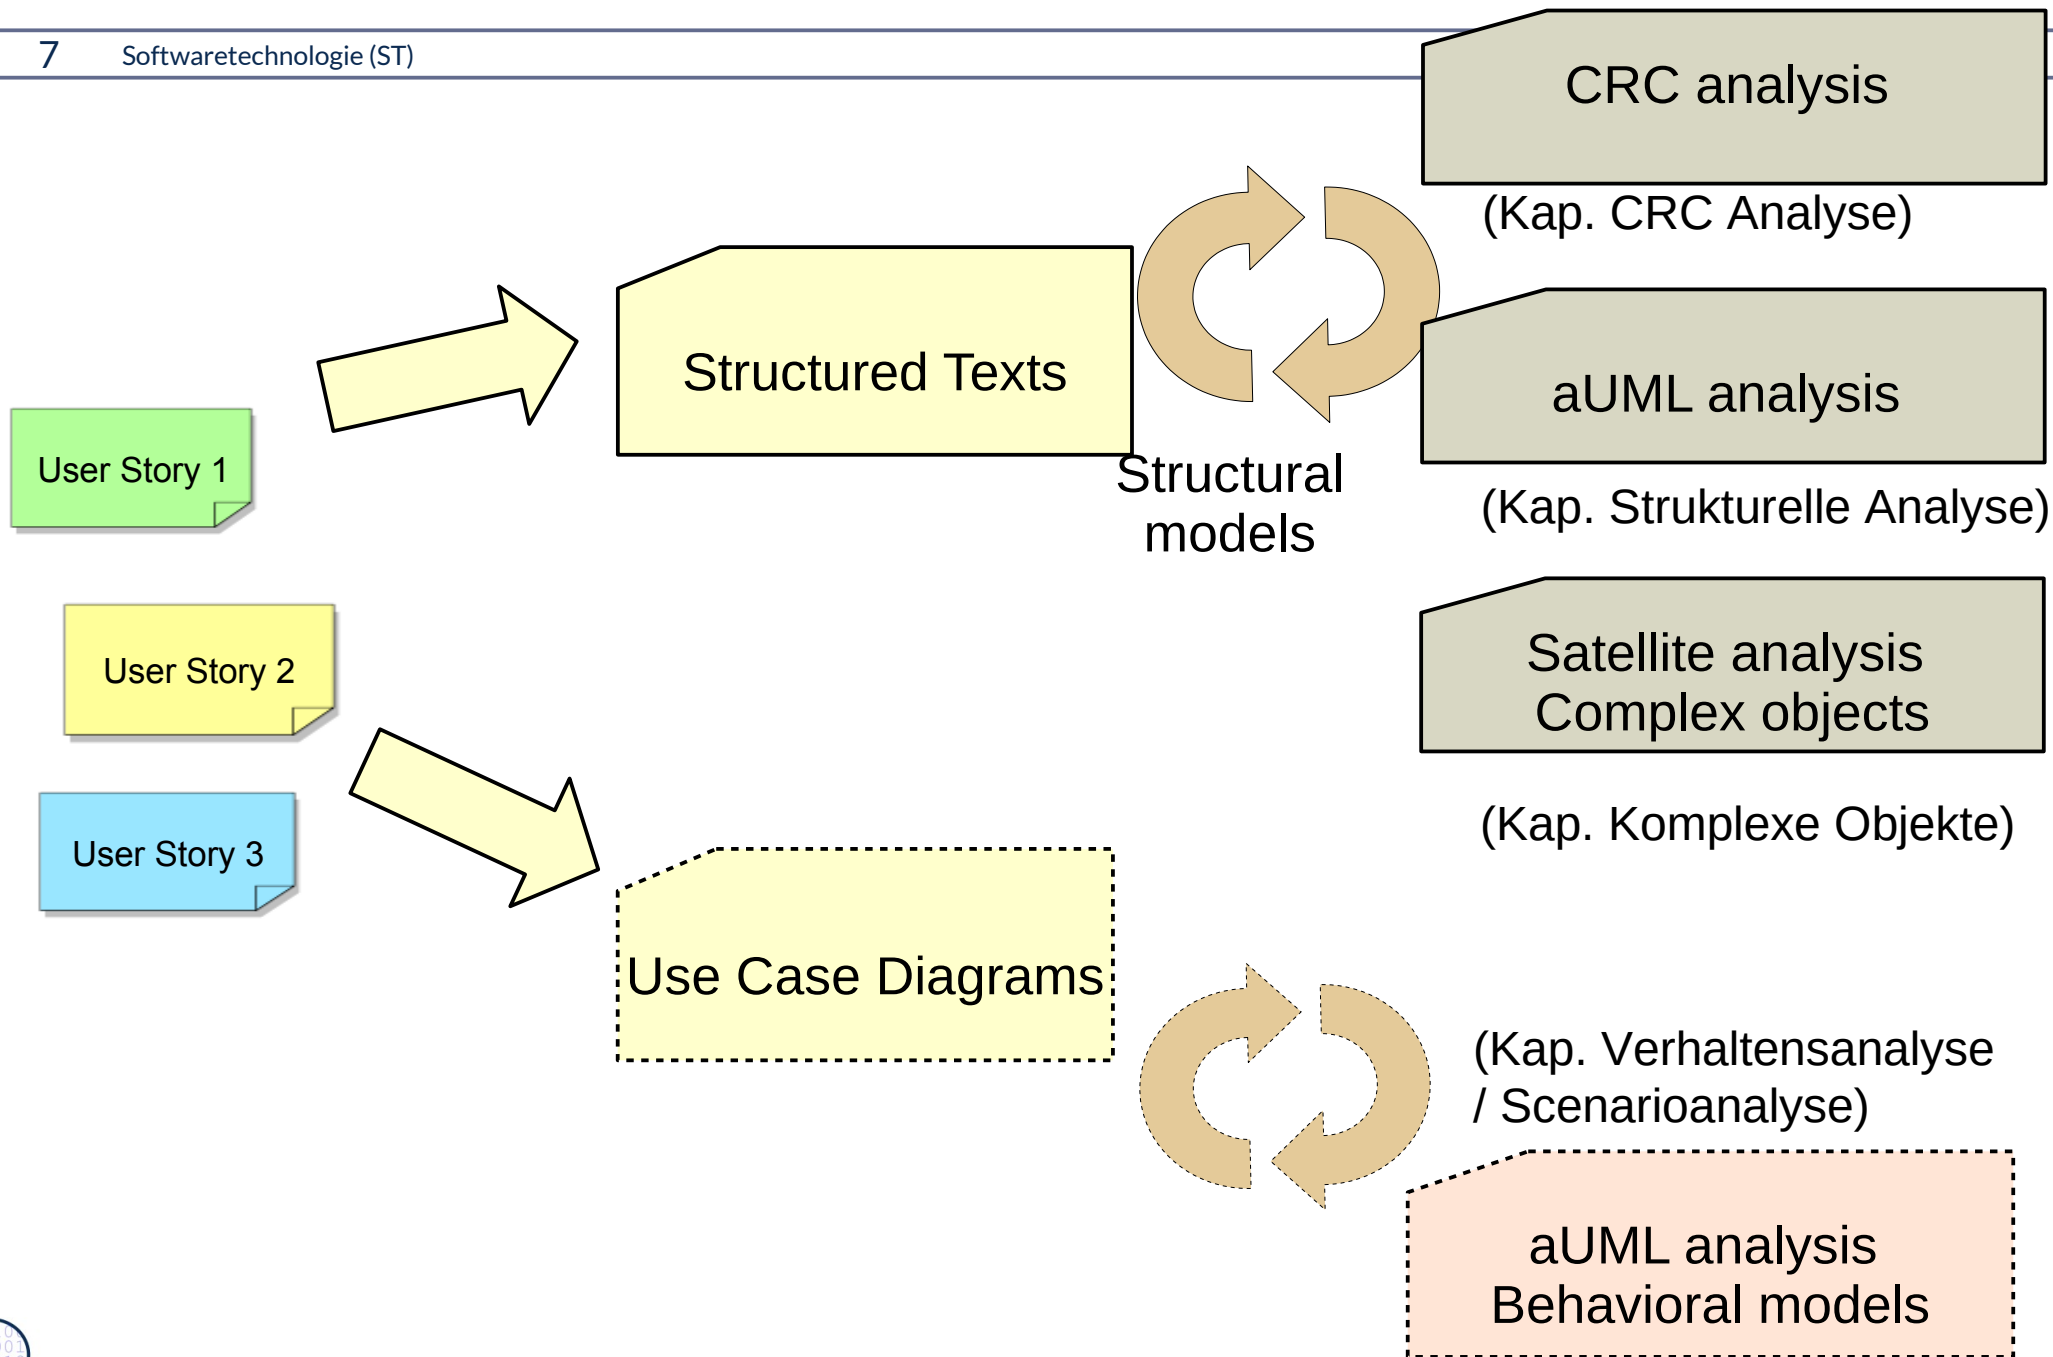 7 Softwaretechnologie (ST)
CRC analysis
(Kap. CRC Analyse)
Structured Texts
aUML analysis
User Story 1
Structural
models
(Kap. Strukturelle Analyse)
User Story 2
Satellite analysis
Complex objects
User Story 3
(Kap. Komplexe Objekte)
Use Case Diagrams
(Kap. Verhaltensanalyse
/ Scenarioanalyse)
aUML analysis
Behavioral models